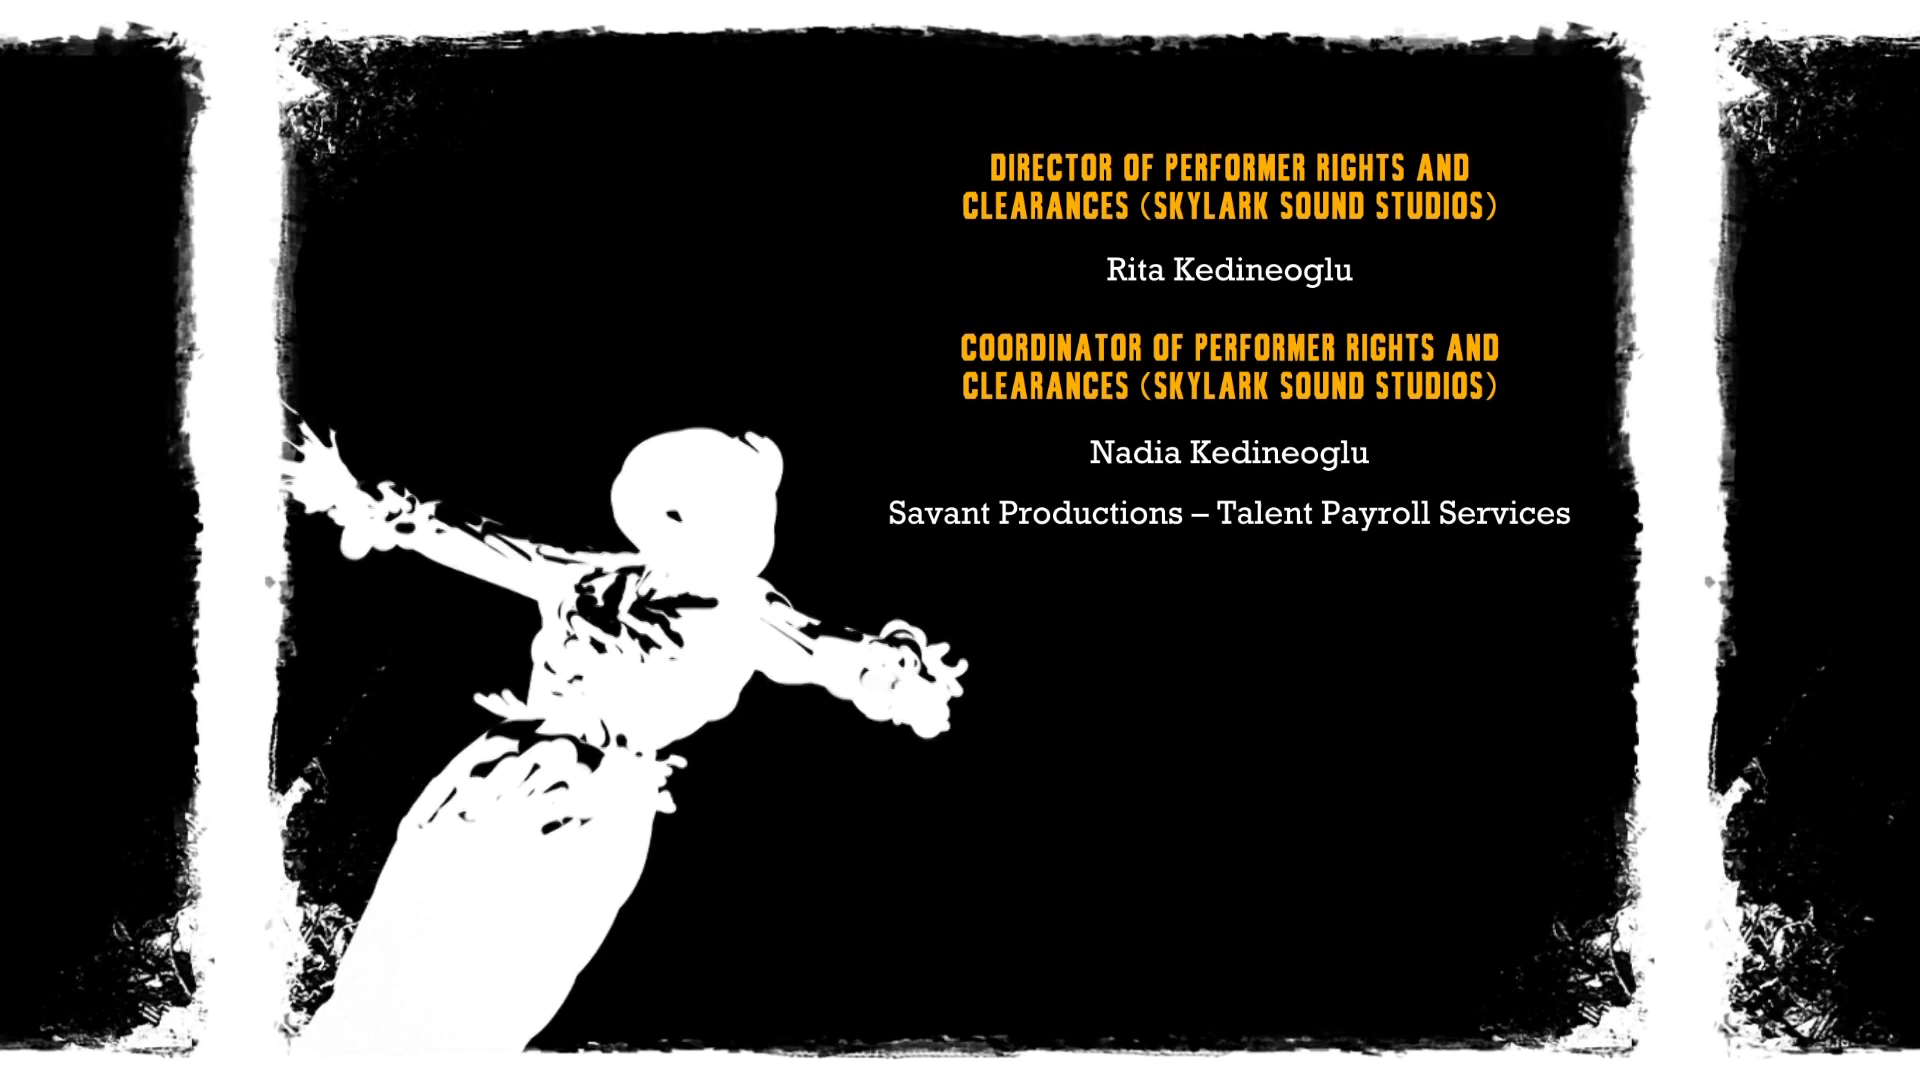 DIRECTOR OF PERFORMER RIGHTS AND
CLEARANCES (SKYLARK SOUND STUDIOS)
Rita Kedineoglu
COORDINATOR OF PERFORMER RIGHTS AND
CLEARANCES (SKYLARK SOUND STUDIOS)
Nadia Kedineoglu
Savant Productions – Talent Payroll Services